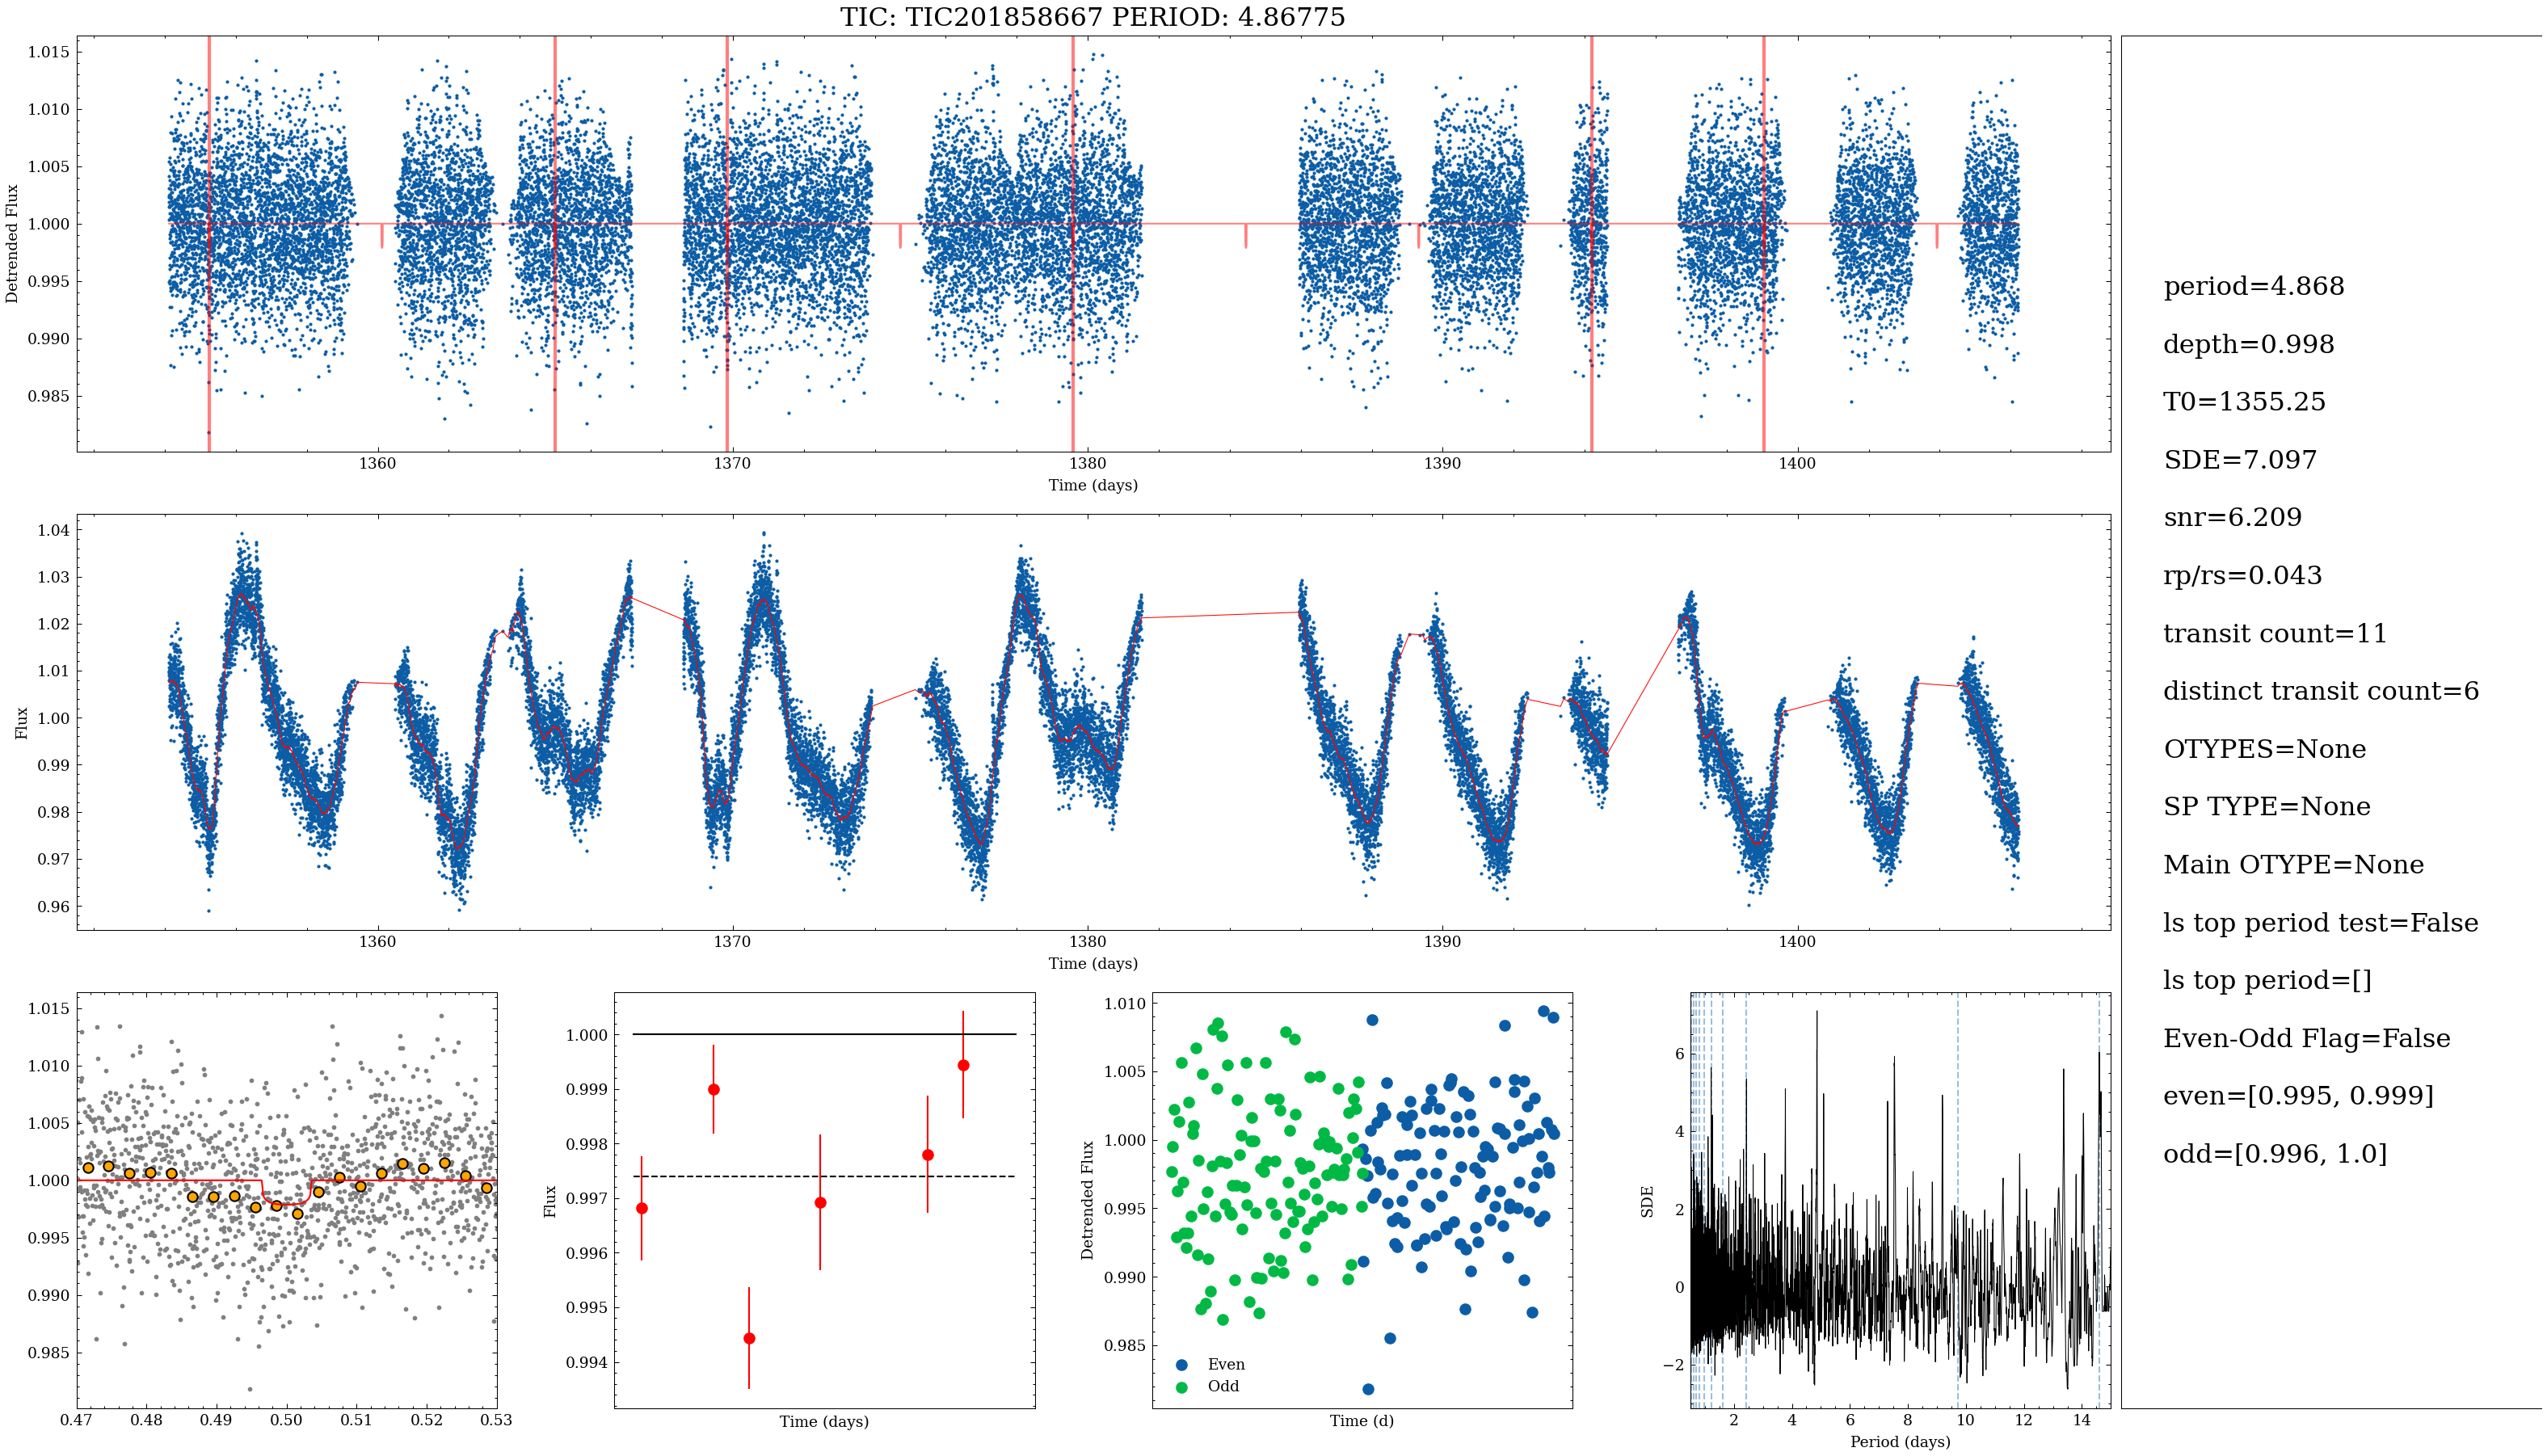 TIC: TIC201858667 PERIOD: 4.86775
1.015
1.010
1.005
1.000
0.995
0.990
0.985
Detrended Flux
1360
1370
1380
1390
1400
Time (days)
1.04
1.03
1.02
1.01
1.00
0.99
0.98
0.97
0.96
Flux
1360
1370
1380
1390
1400
Time (days)
1.015
1.010
1.005
1.000
0.995
0.990
0.985
0.47
0.48
0.49
0.50
0.51
0.52
0.53
1.000
0.999
0.998
0.997
0.996
0.995
0.994
Flux
Time (days)
1.010
1.005
1.000
0.995
0.990
0.985
Detrended Flux
Even
Odd
Time (d)
6
4
2
0
−2
SDE
2
4
6
8
10
12
14
Period (days)
period=4.868
depth=0.998
T0=1355.25
SDE=7.097
snr=6.209
rp/rs=0.043
transit count=11
distinct transit count=6
OTYPES=None
SP TYPE=None
Main OTYPE=None
ls top period test=False
ls top period=[]
Even-Odd Flag=False
even=[0.995, 0.999]
odd=[0.996, 1.0]